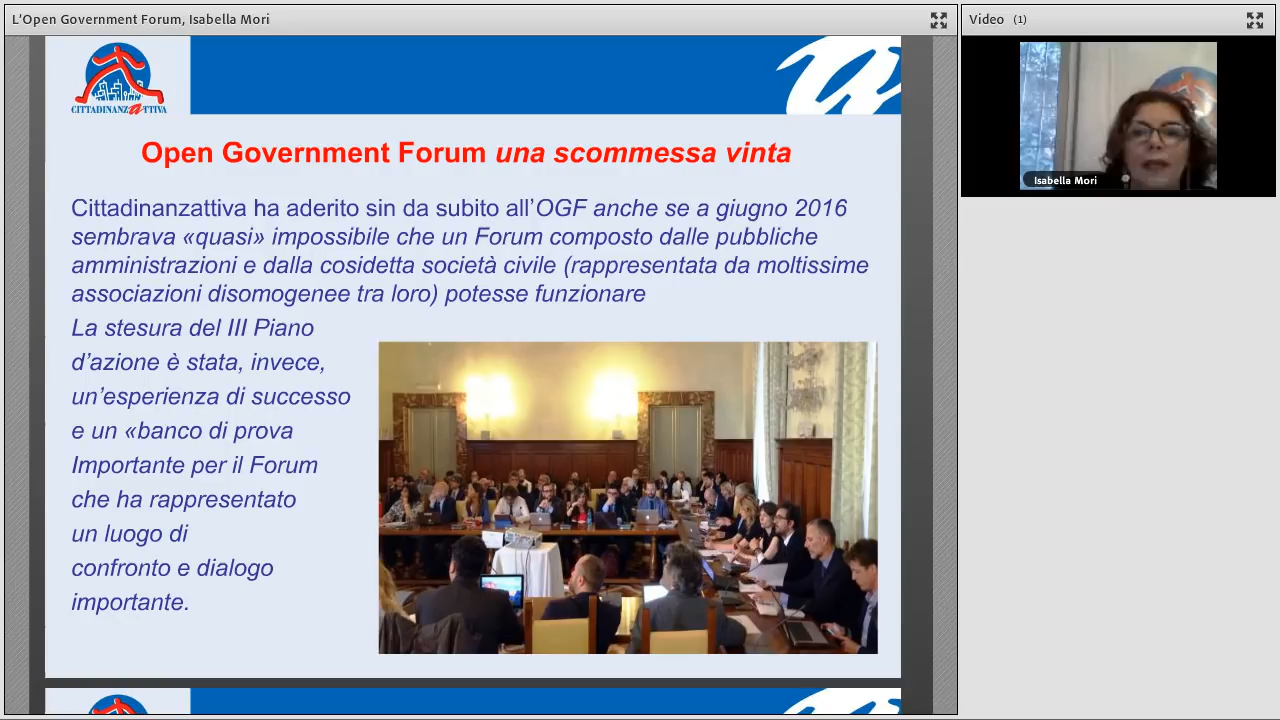 L'Open Government Forum, Isabella Mori
Video (1)
CITTADINANZATTIVA
Isabella Mori
Open Government Forum una scommessa vinta
Cittadinanzattiva ha aderito sin da subito all'OGF anche se a giugno 2016
sembrava «quasi» impossibile che un Forum composto dalle pubbliche
amministrazioni e dalla cosidetta società civile (rappresentata da moltissime
associazioni disomogenee tra loro) potesse funzionare
La stesura del III Piano
d'azione è stata, invece,
un'esperienza di successo
e un «banco di prova
Importante per il Forum
che ha rappresentato
un luogo di
confronto e dialogo
importante.
CITTADINANZATTIVA